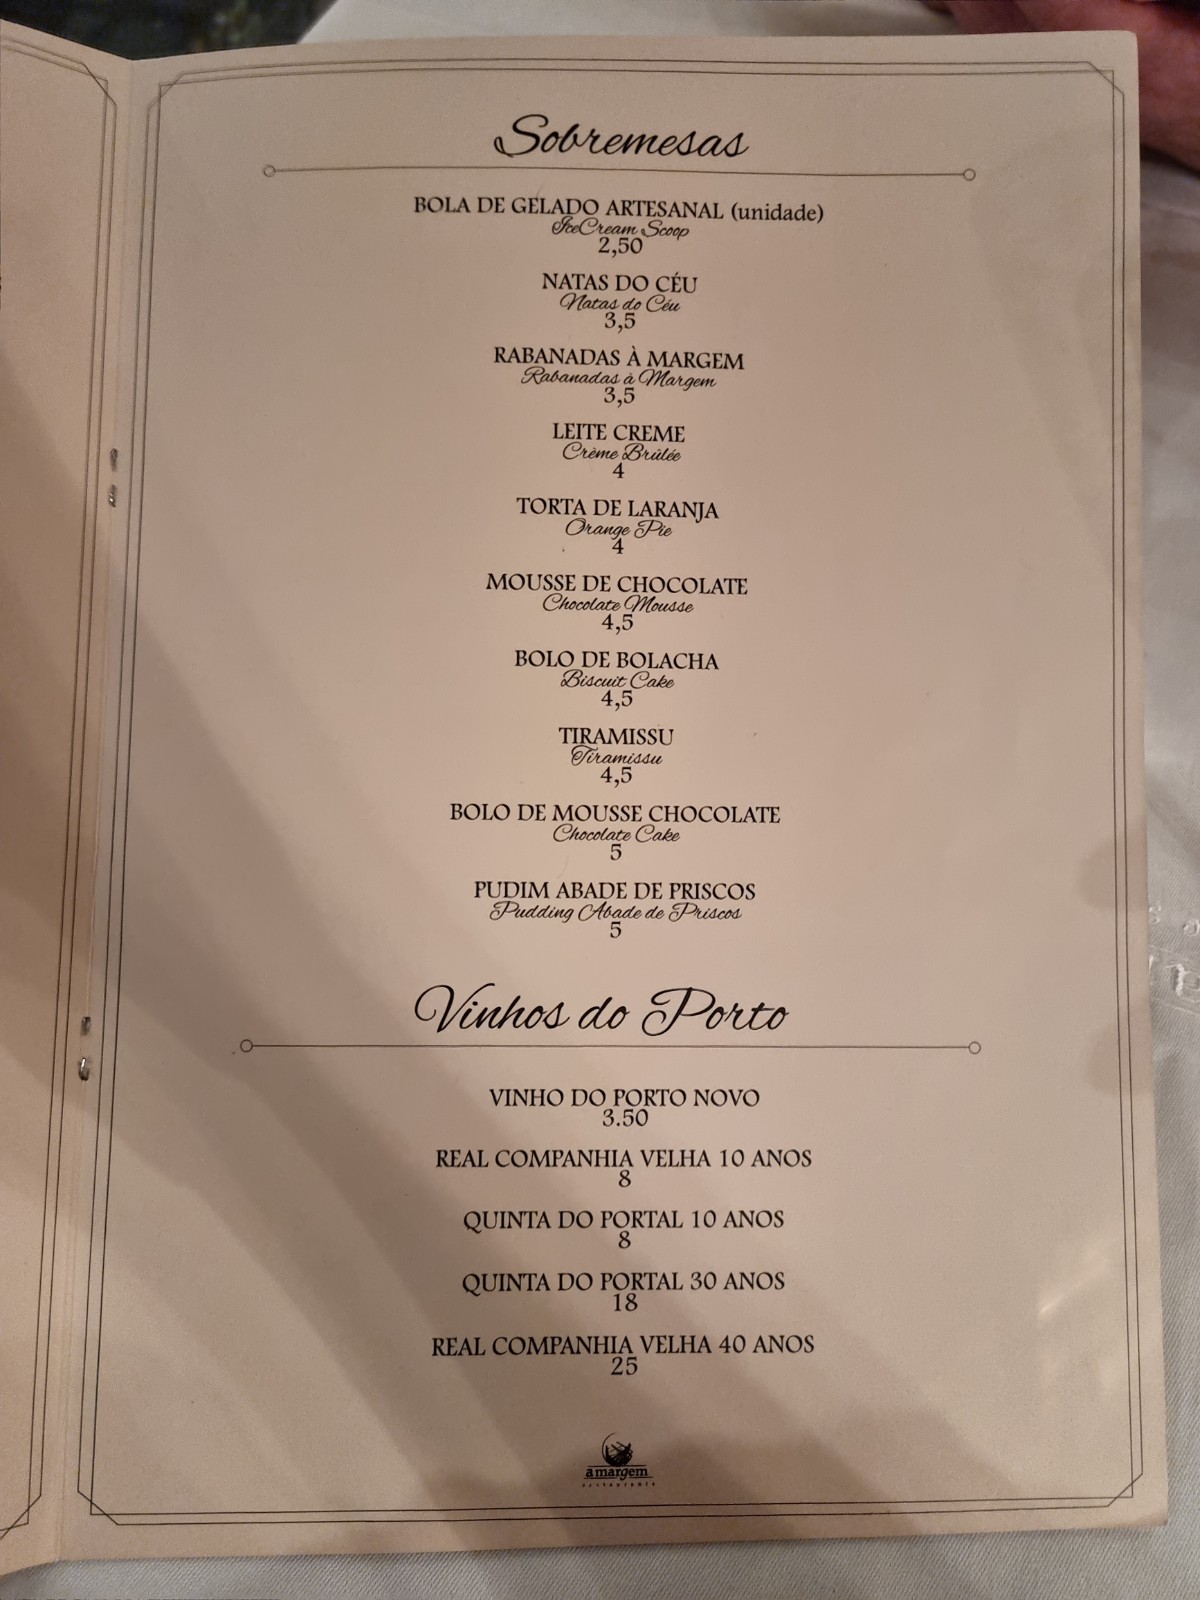 Sobremesas
BOLA DE GELADO ARTESANAL (unidade)
IceCream Scoop
2,50
NATAS DO CÉU
Natas do Céu
3,5
RABANADAS À MARGEM
Rabanadas à Margem
3,5
LEITE CREME
Crème Brûlée
4
TORTA DE LARANJA
Orange Pie
4
MOUSSE DE CHOCOLATE
Chocolate Mousse
4,5
BOLO DE BOLACHA
Biscuit Cake
4,5
TIRAMISSU
Tiramissu
4,5
BOLO DE MOUSSE CHOCOLATE
Chocolate Cake
5
PUDIM ABADE DE PRISCOS
Pudding Abade de Priscos
5
Vinhos do Porto
VINHO DO PORTO NOVO
3.50
REAL COMPANHIA VELHA 10 ANOS
8
QUINTA DO PORTAL 10 ANOS
8
QUINTA DO PORTAL 30 ANOS
18
REAL COMPANHIA VELHA 40 ANOS
25
àmargem
restaurante